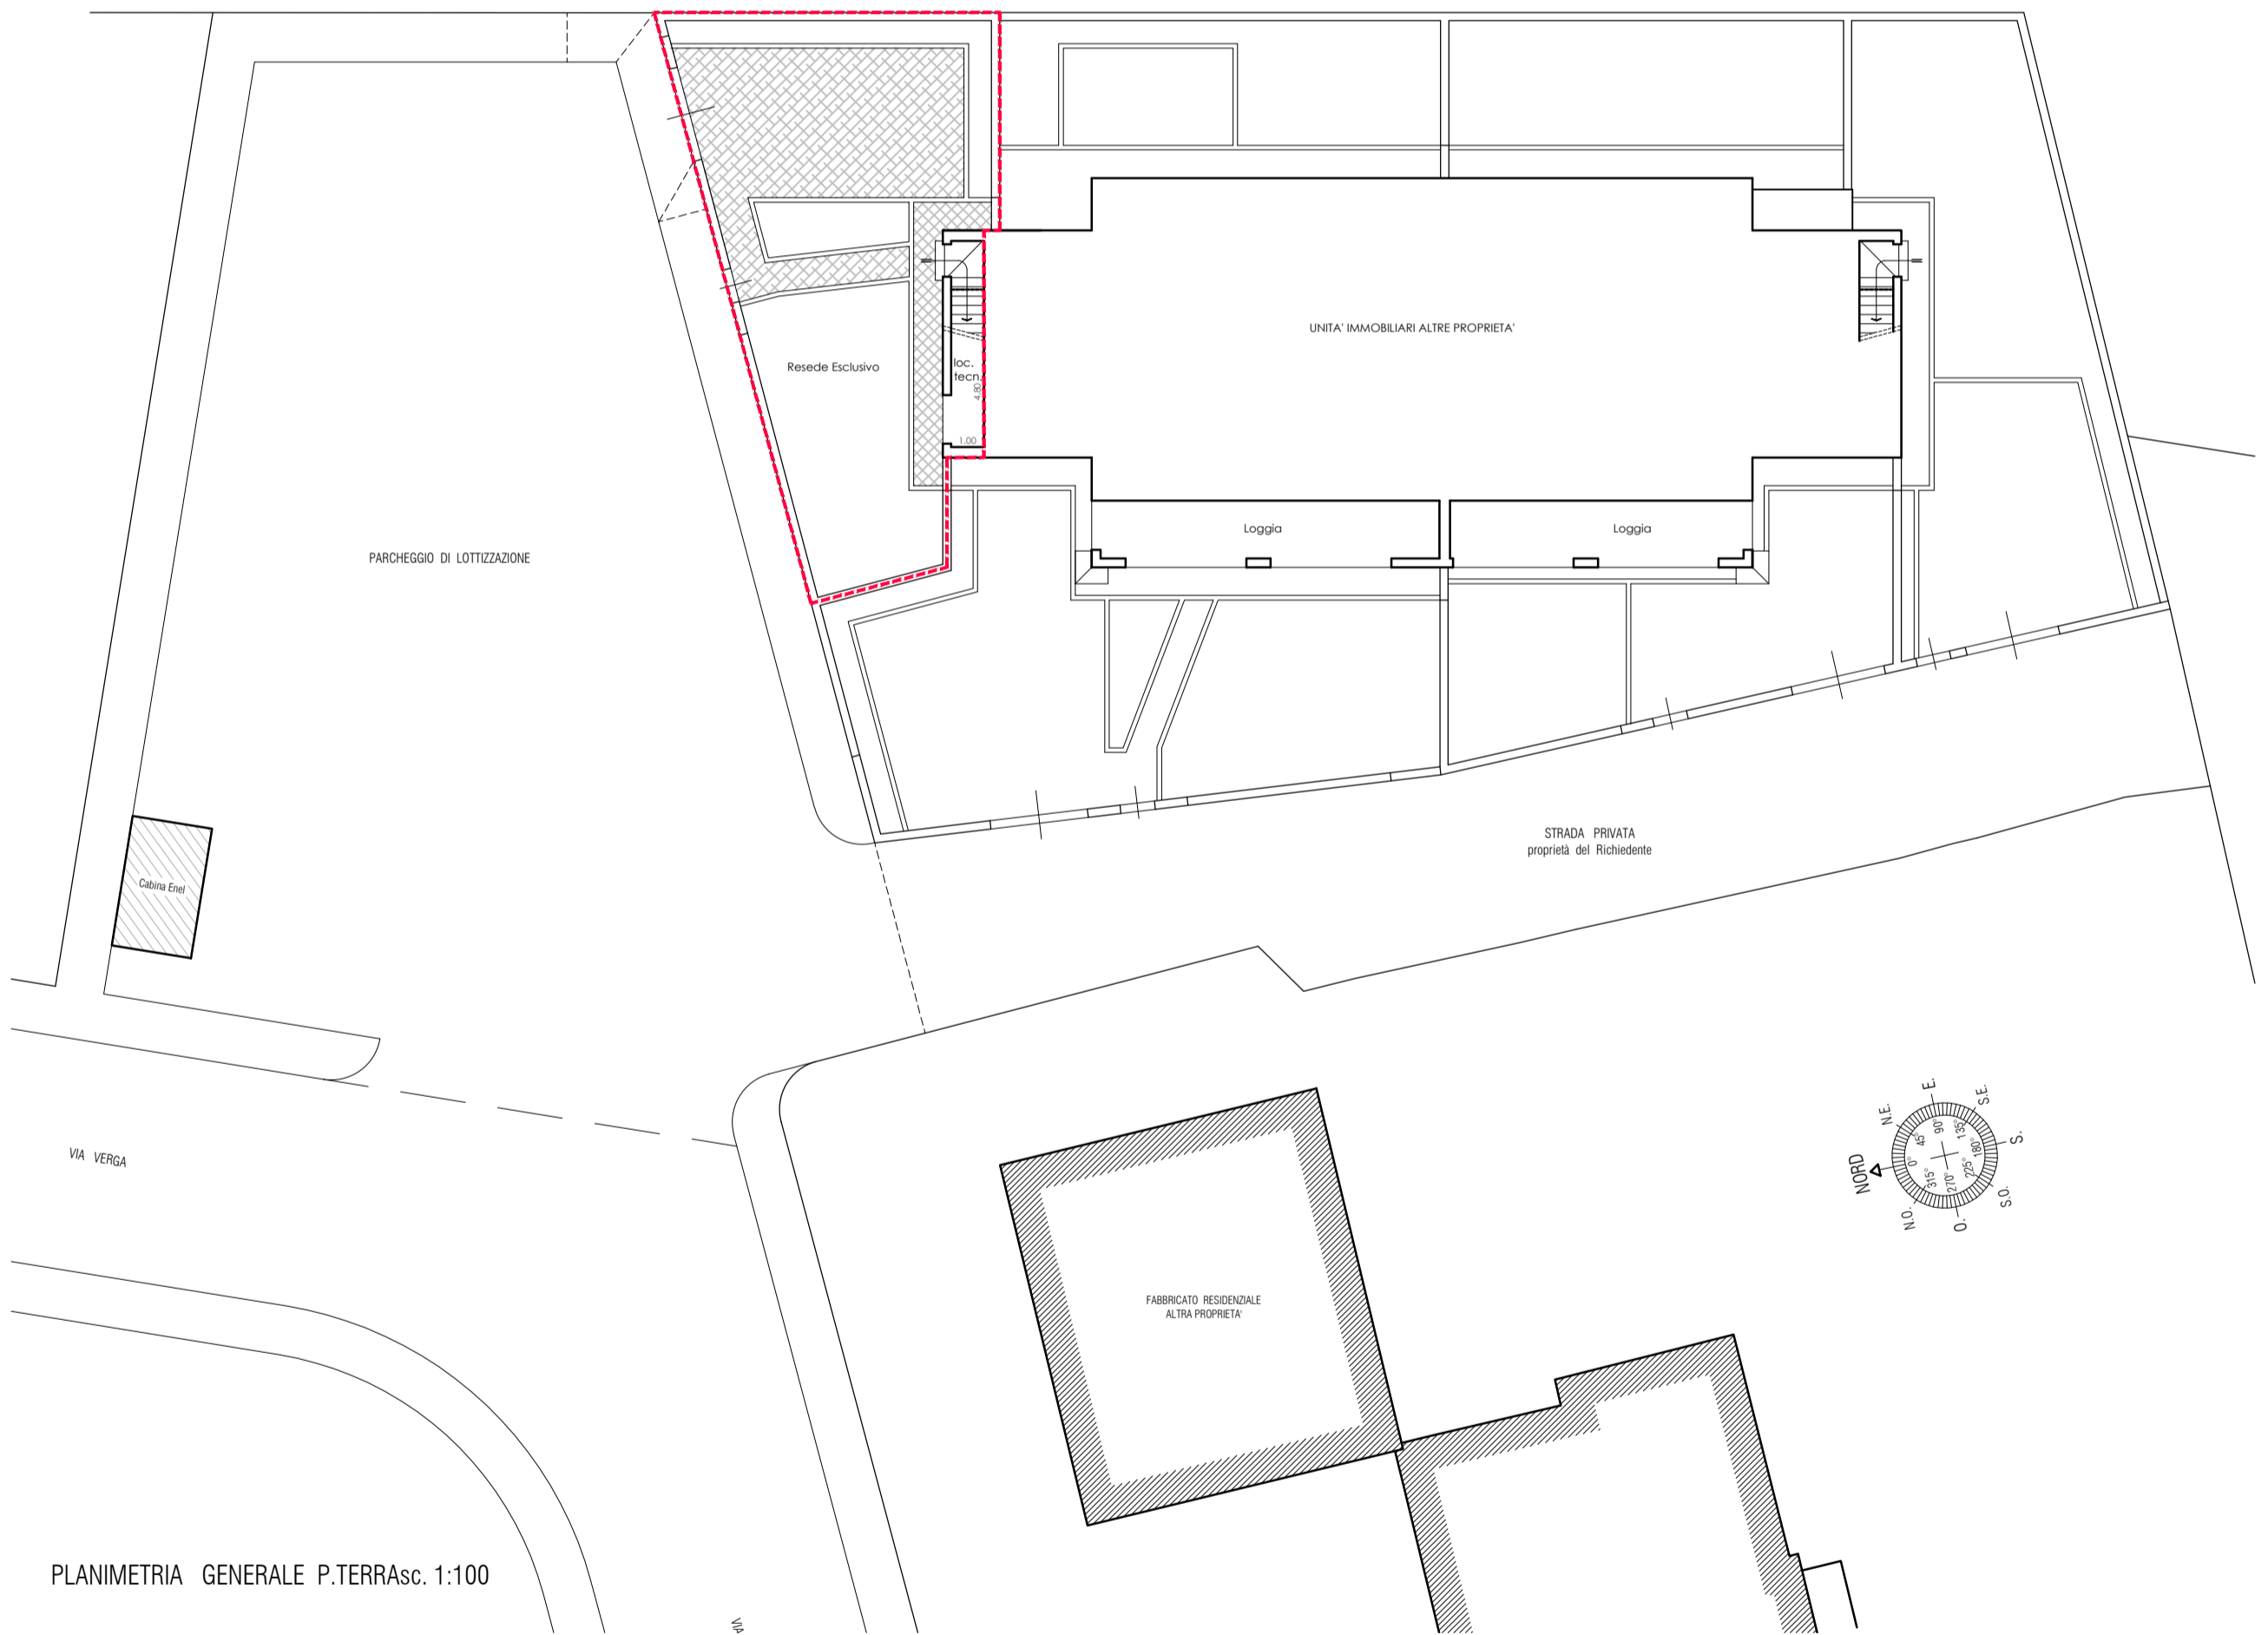 UNITA' IMMOBILIARI ALTRE PROPRIETA'
Resede Esclusivo
loc.
tecn.
4,80
1.00
Loggia
Loggia
PARCHEGGIO DI LOTTIZZAZIONE
STRADA PRIVATA
proprietà del Richiedente
Cabina Enel
VIA VERGA
NORD
N.E.
E.
S.E.
S.
S.O.
O.
N.O.
0°
45°
90°
135°
180°
225°
270°
315°
FABBRICATO RESIDENZIALE
ALTRA PROPRIETA'
PLANIMETRIA GENERALE P.TERRAsc. 1:100
VIA